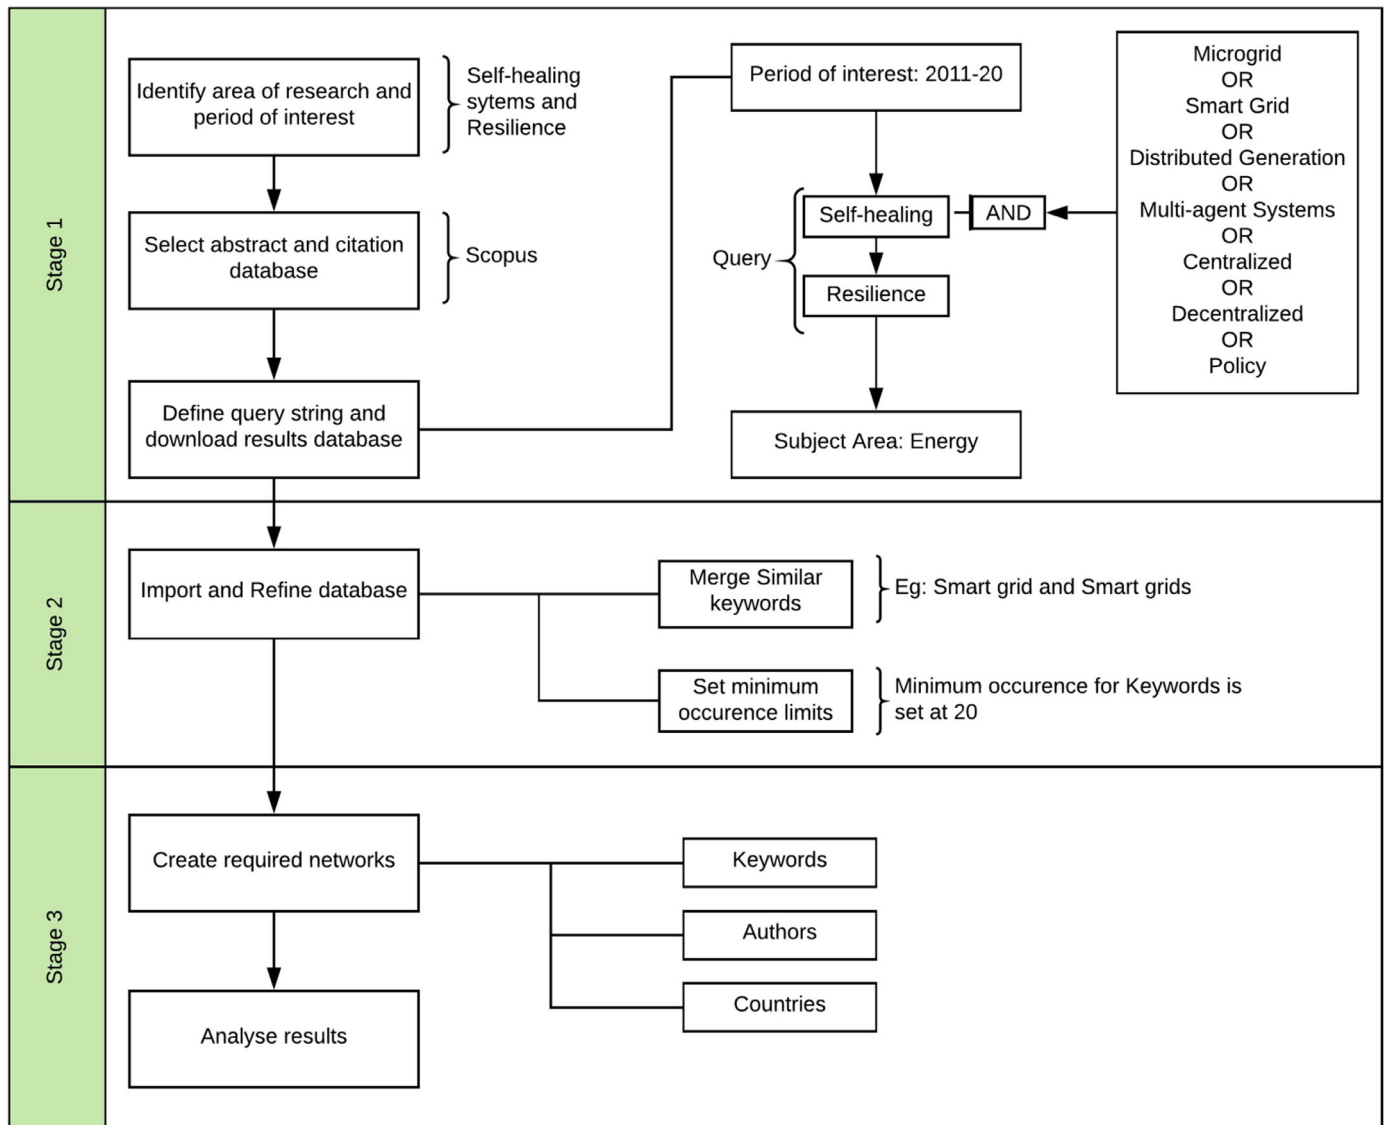 Stage 1
Identify area of research and
period of interest
Self-healing
sytems and
Resilience
Select abstract and citation
database
Scopus
Define query string and
download results database
Period of interest: 2011-20
Query
Self-healing
AND
Resilience
Subject Area: Energy
Microgrid
OR
Smart Grid
OR
Distributed Generation
OR
Multi-agent Systems
OR
Centralized
OR
Decentralized
OR
Policy
Stage 2
Import and Refine database
Merge Similar
keywords
Eg: Smart grid and Smart grids
Set minimum
occurence limits
Minimum occurence for Keywords is
set at 20
Stage 3
Create required networks
Keywords
Authors
Countries
Analyse results